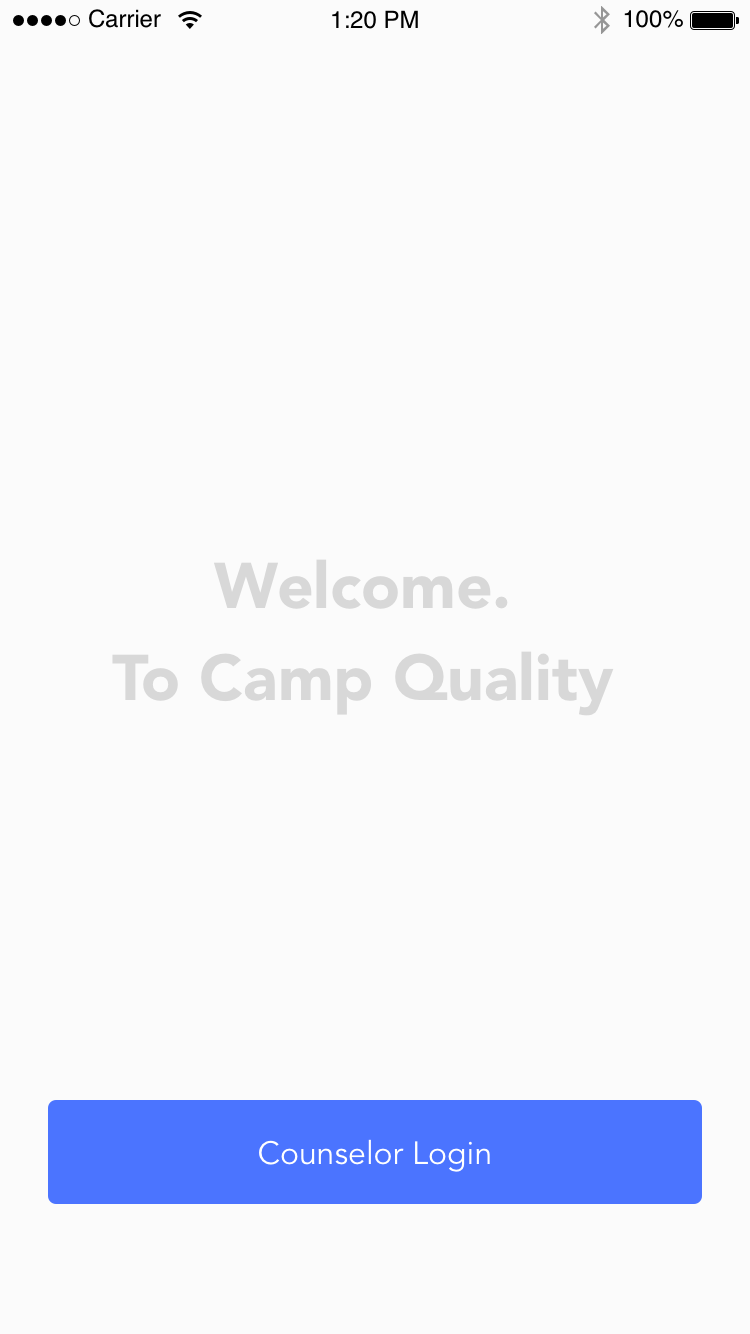 Carrier 1:20 PM 100%
Welcome.
To Camp Quality
Counselor Login